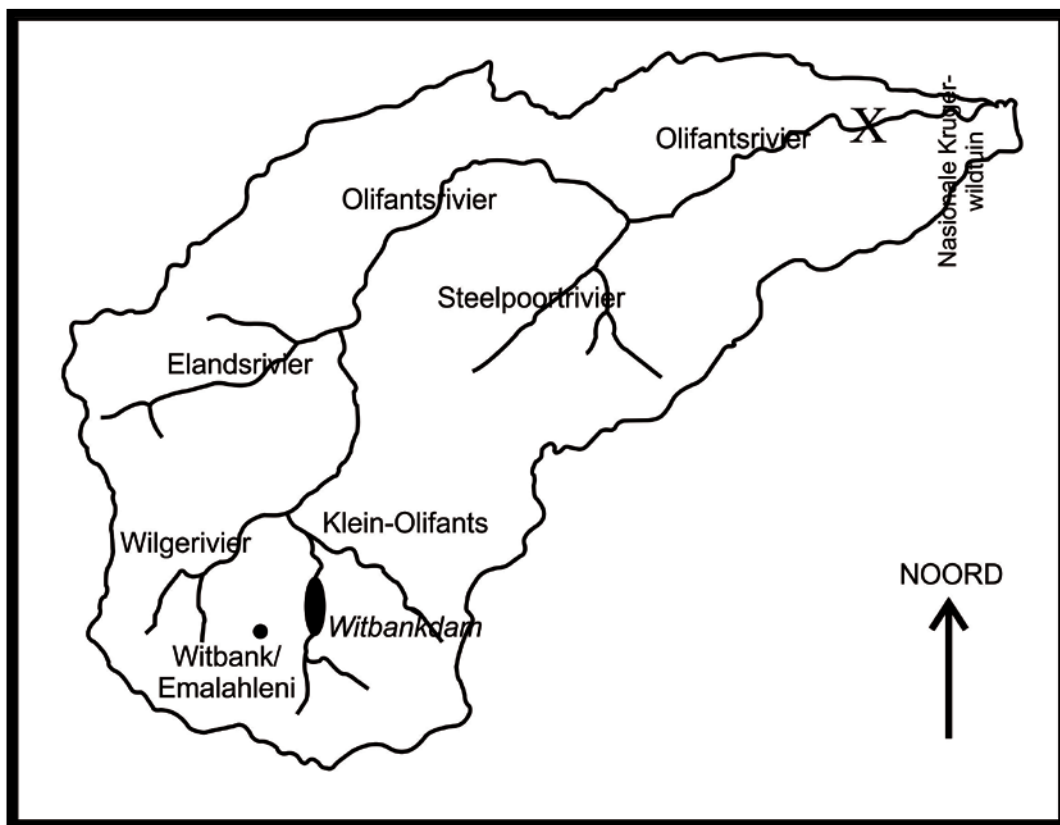 Olifantsrivier
X
Nasionale Kruger-
wildtuin
Olifantsrivier
Steelpoortrivier
Elandsrivier
Klein-Olifants
Wilgerivier
NOORD
Witbankdam
Witbank/
Emalahleni